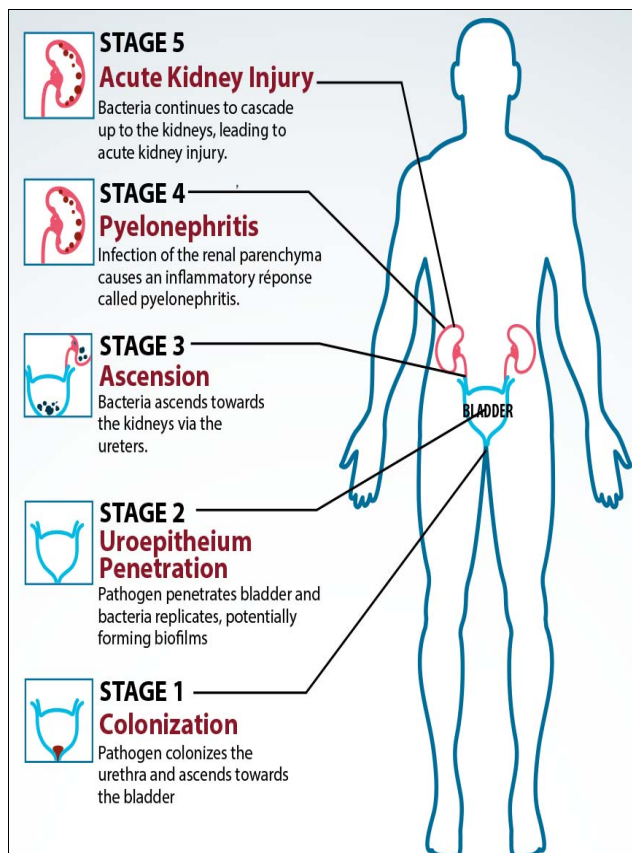 STAGE 5
Acute Kidney Injury
Bacteria continues to cascade
up to the kidneys, leading to
acute kidney injury.
STAGE 4
Pyelonephritis
Infection of the renal parenchyma
causes an inflammatory réponse
called pyelonephritis.
STAGE 3
Ascension
Bacteria ascends towards
the kidneys via the
ureters.
BLADDER
STAGE 2
Uroepitheium
Penetration
Pathogen penetrates bladder and
bacteria replicates, potentially
forming biofilms
STAGE 1
Colonization
Pathogen colonizes the
urethra and ascends towards
the bladder